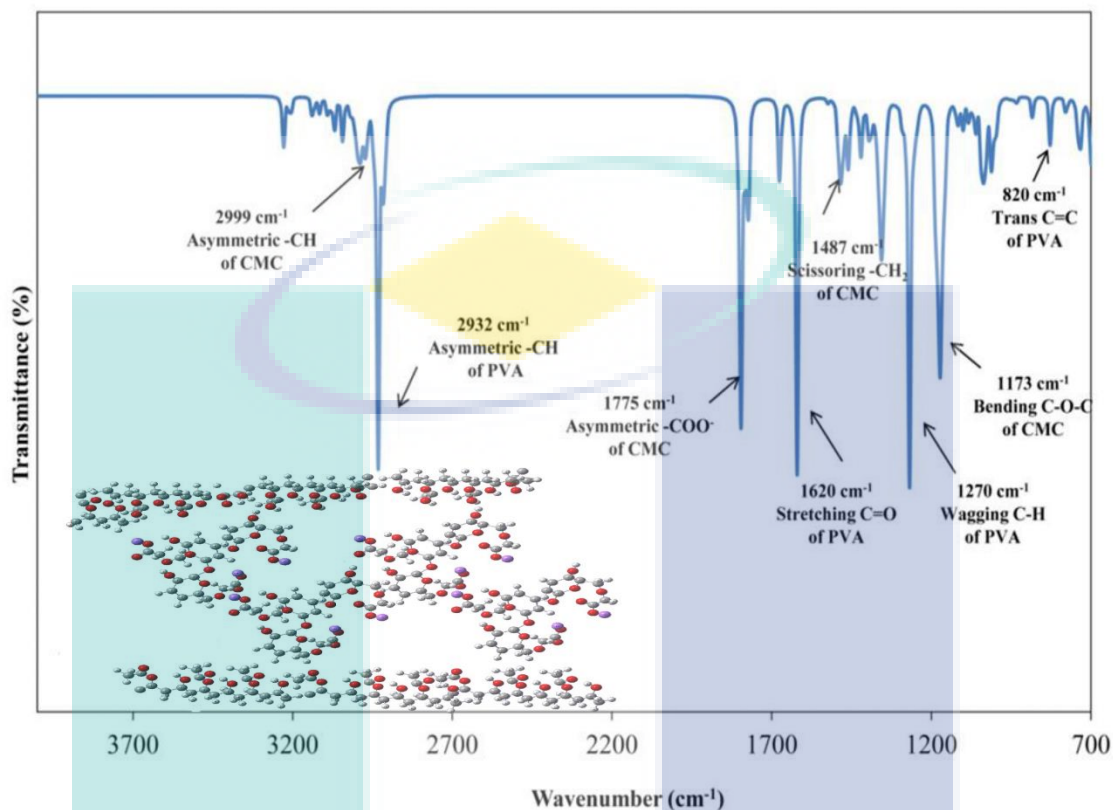 2999 cm⁻¹
Asymmetric -CH
of CMC
2932 cm⁻¹
Asymmetric -CH
of PVA
1775 cm⁻¹
Asymmetric -COO⁻
of CMC
1620 cm⁻¹
Stretching C=O
of PVA
1487 cm⁻¹
Scissoring -CH₂
of CMC
1270 cm⁻¹
Wagging C-H
of PVA
1173 cm⁻¹
Bending C-O-C
of CMC
820 cm⁻¹
Trans C=C
of PVA
Transmittance (%)
3700 3200 2700 2200 1700 1200 700
Wavenumber (cm⁻¹)